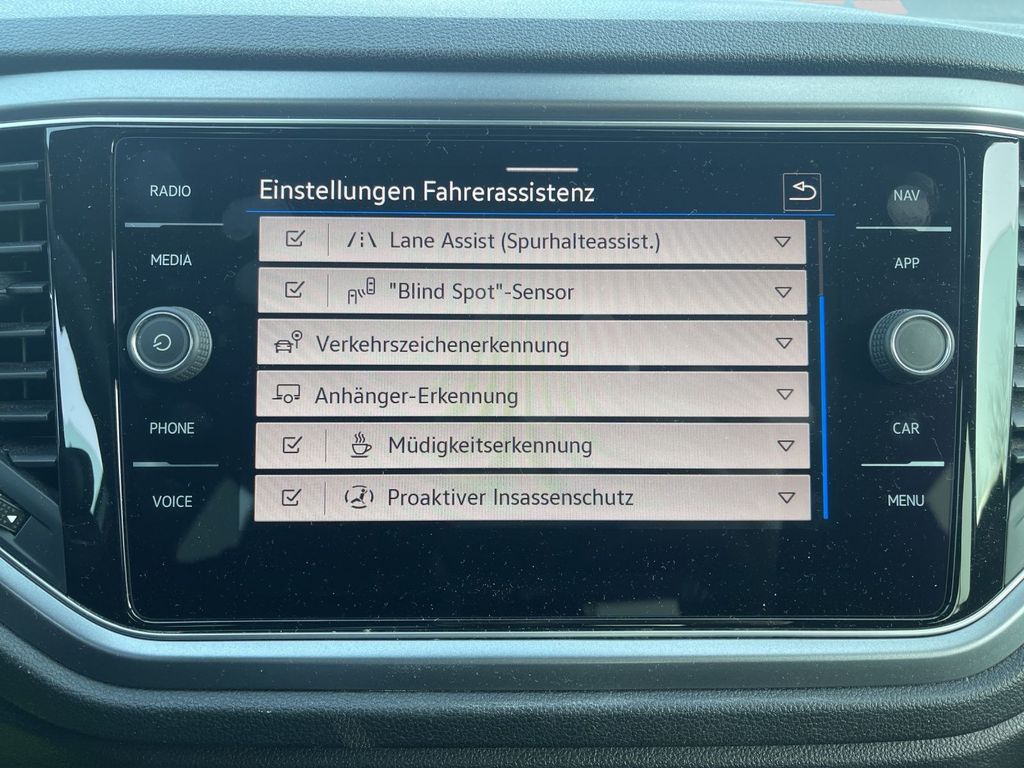 RADIO
MEDIA
PHONE
VOICE
Einstellungen Fahrerassistenz
Lane Assist (Spurhalteassist.)
"Blind Spot"-Sensor
Verkehrszeichenerkennung
Anhänger-Erkennung
Müdigkeitserkennung
Proaktiver Insassenschutz
NAV
APP
CAR
MENU